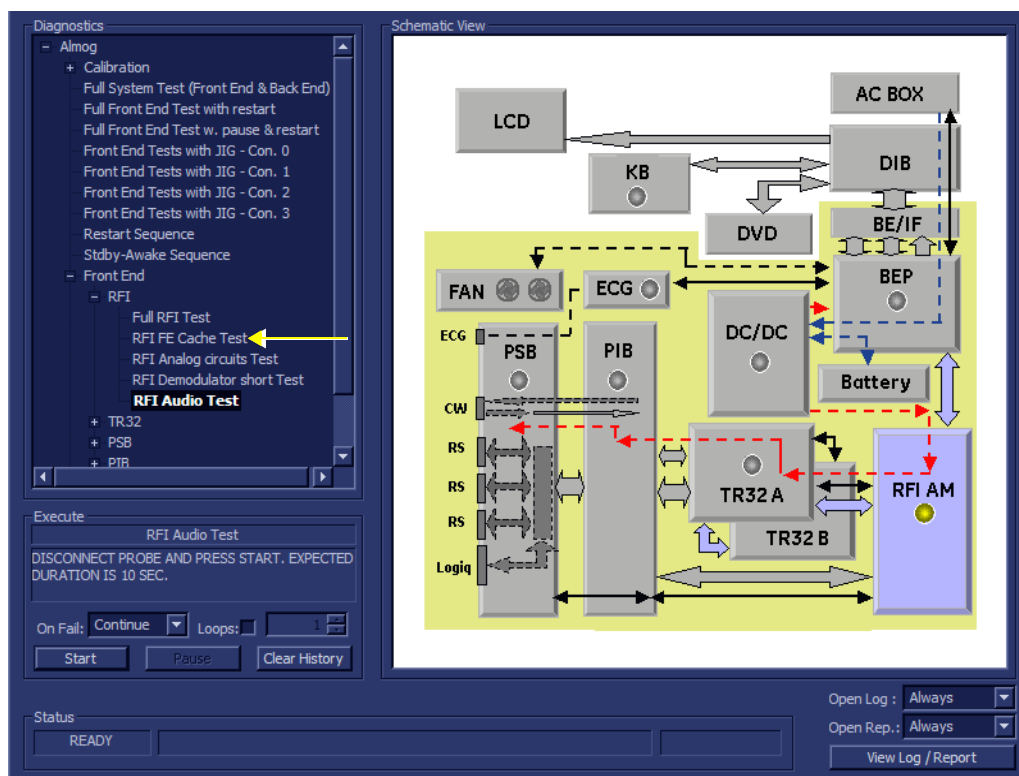 Diagnostics
Almog
Calibration
Full System Test (Front End & Back End)
Full Front End Test with restart
Full Front End Test w. pause & restart
Front End Tests with JIG - Con. 0
Front End Tests with JIG - Con. 1
Front End Tests with JIG - Con. 2
Front End Tests with JIG - Con. 3
Restart Sequence
Stdby-Awake Sequence
Front End
RFI
Full RFI Test
RFI FE Cache Test
RFI Analog circuits Test
RFI Demodulator short Test
RFI Audio Test
TR32
PSB
PIB
Execute
RFI Audio Test
DISCONNECT PROBE AND PRESS START. EXPECTED
DURATION IS 10 SEC.
On Fail: Continue Loops: 1
Start Pause Clear History
Schematic View
LCD
AC BOX
KB
DIB
DVD
BE/IF
FAN
ECG
BEP
ECG
PSB
PIB
DC/DC
Battery
CW
RS
RS
RS
Logiq
TR32 A
TR32 B
RFI AM
Status
READY
Open Log : Always
Open Rep.: Always
View Log / Report